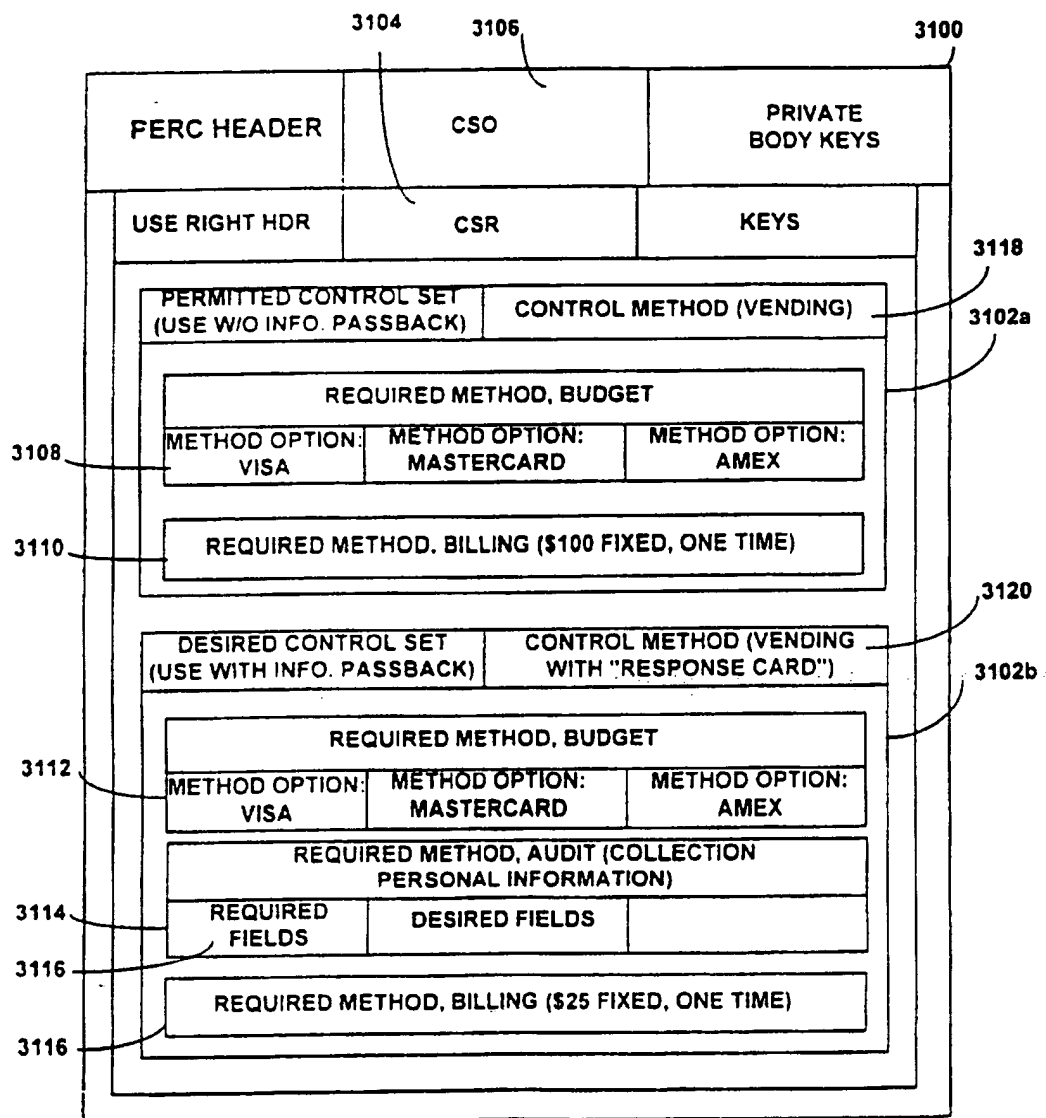 3104
3106
3100
PERC HEADER
CSO
PRIVATE
BODY KEYS
USE RIGHT HDR
CSR
KEYS
3118
PERMITTED CONTROL SET
(USE W/O INFO. PASSBACK)
CONTROL METHOD (VENDING)
3102a
REQUIRED METHOD, BUDGET
3108
METHOD OPTION:
VISA
METHOD OPTION:
MASTERCARD
METHOD OPTION:
AMEX
3110
REQUIRED METHOD, BILLING ($100 FIXED, ONE TIME)
3120
DESIRED CONTROL SET
(USE WITH INFO. PASSBACK)
CONTROL METHOD (VENDING
WITH "RESPONSE CARD")
3102b
REQUIRED METHOD, BUDGET
3112
METHOD OPTION:
VISA
METHOD OPTION:
MASTERCARD
METHOD OPTION:
AMEX
REQUIRED METHOD, AUDIT (COLLECTION
PERSONAL INFORMATION)
3114
REQUIRED
FIELDS
DESIRED FIELDS
3116
REQUIRED METHOD, BILLING ($25 FIXED, ONE TIME)
3116